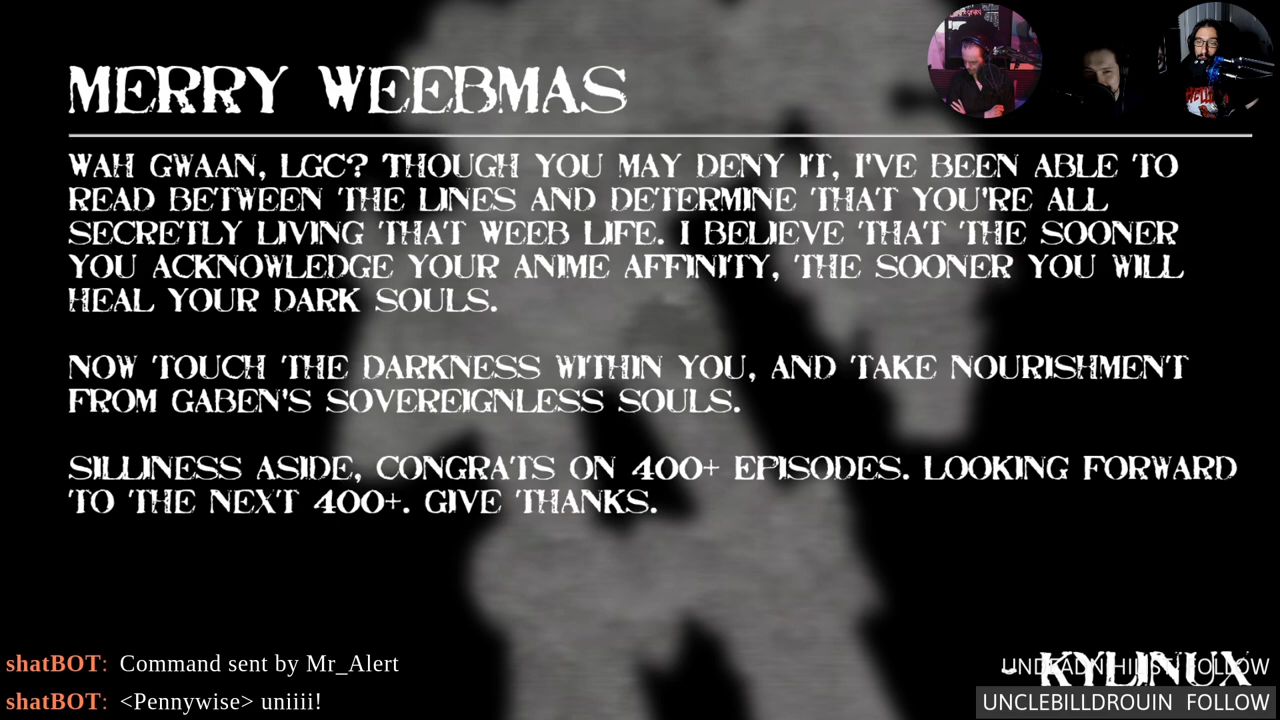 MERRY WEEBMAS
WAH GWAAN, LGC? THOUGH YOU MAY DENY IT, I'VE BEEN ABLE TO
READ BETWEEN THE LINES AND DETERMINE THAT YOU'RE ALL
SECRETLY LIVING THAT WEEB LIFE. I BELIEVE THAT THE SOONER
YOU ACKNOWLEDGE YOUR ANIME AFFINITY, THE SOONER YOU WILL
HEAL YOUR DARK SOULS.
NOW TOUCH THE DARKNESS WITHIN YOU, AND TAKE NOURISHMENT
FROM GABEN'S SOVEREIGNLESS SOULS.
SILLINESS ASIDE, CONGRATS ON 400+ EPISODES. LOOKING FORWARD
TO THE NEXT 400+. GIVE THANKS.
- KYLINUX
FOLLOW
UNCLEBILLDROUIN FOLLOW
shatBOT: Command sent by Mr_Alert
shatBOT: <Pennywise> uniiii!